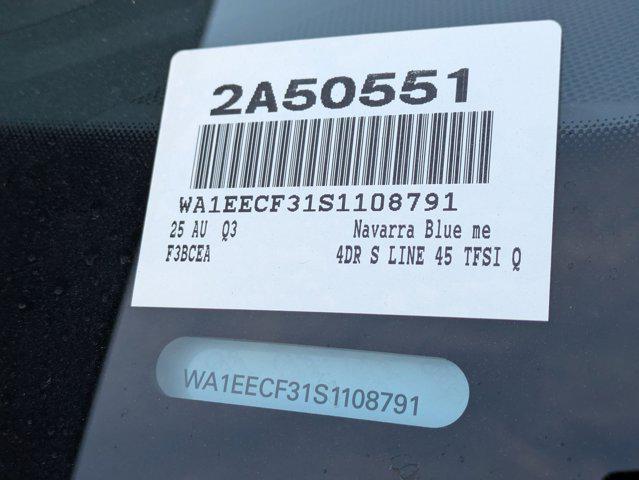 2A50551
WA1EECF31S1108791
25 AU Q3 Navarra Blue me
F3BCEA 4DR S LINE 45 TFSI Q
WA1EECF31S1108791